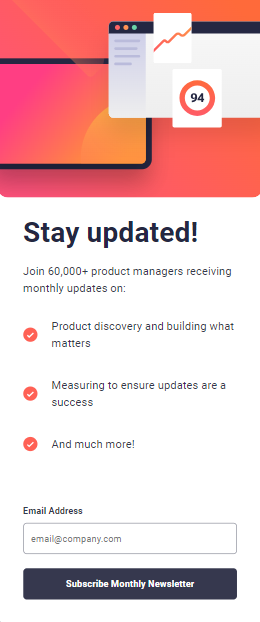 94
Stay updated!
Join 60,000+ product managers receiving
monthly updates on:
Product discovery and building what
matters
Measuring to ensure updates are a
success
And much more!
Email Address
email@company.com
Subscribe Monthly Newsletter